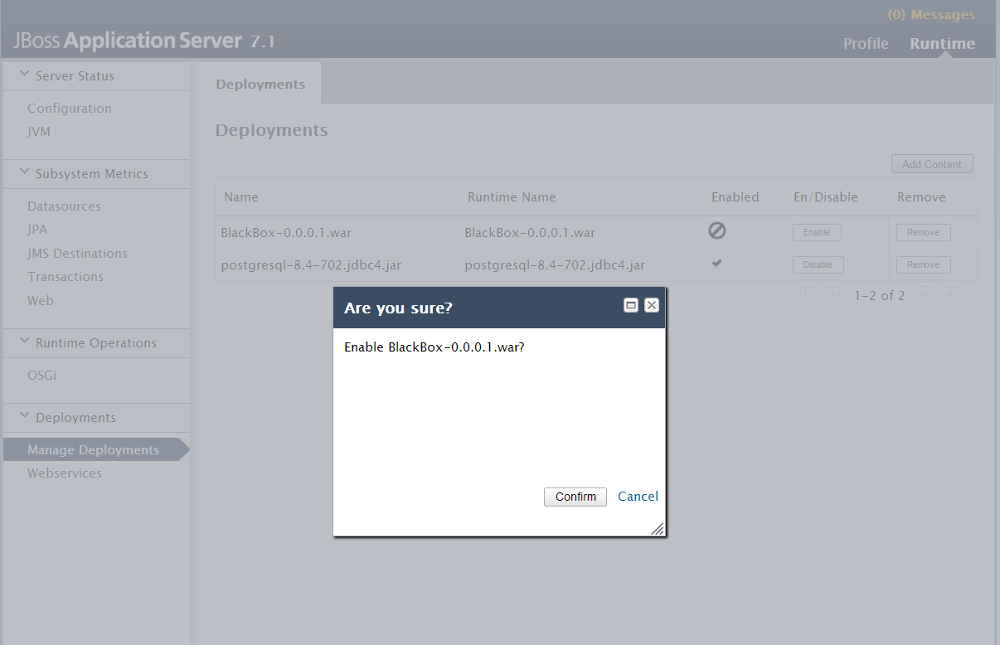 (0) Messages
JBoss Application Server 7.1
Profile Runtime
Server Status
Configuration
JVM
Subsystem Metrics
Datasources
JPA
JMS Destinations
Transactions
Web
Runtime Operations
OSGi
Deployments
Manage Deployments
Webservices
Deployments
Deployments
Add Content
Name Runtime Name Enabled En/Disable Remove
BlackBox-0.0.0.1.war BlackBox-0.0.0.1.war Enable Remove
postgresql-8.4-702.jdbc4.jar postgresql-8.4-702.jdbc4.jar Disable Remove
1-2 of 2
Are you sure?
Enable BlackBox-0.0.0.1.war?
Confirm Cancel